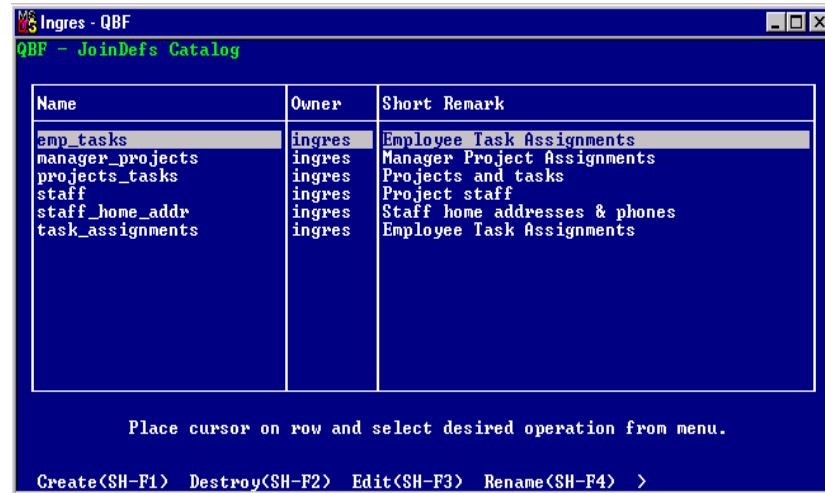 Ingres - QBF
QBF - JoinDefs Catalog
Name Owner Short Remark
emp_tasks ingres Employee Task Assignments
manager_projects ingres Manager Project Assignments
projects_tasks ingres Projects and tasks
staff ingres Project staff
staff_home_addr ingres Staff home addresses & phones
task_assignments ingres Employee Task Assignments
Place cursor on row and select desired operation from menu.
Create(SH-F1) Destroy(SH-F2) Edit(SH-F3) Rename(SH-F4) >